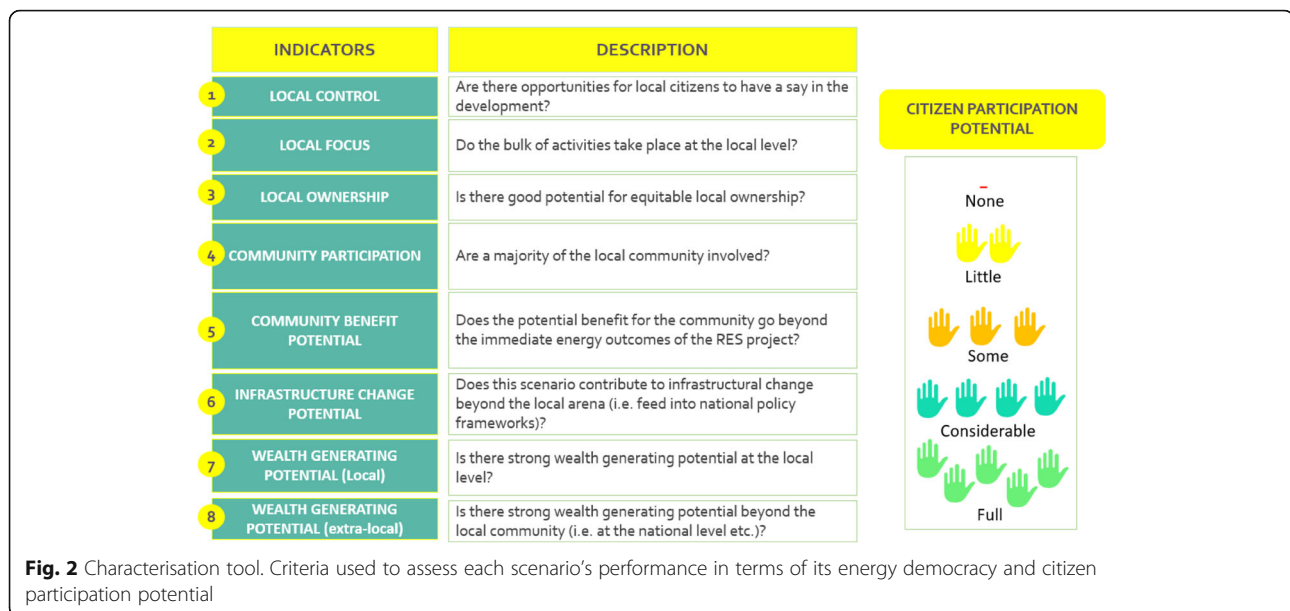 INDICATORS
DESCRIPTION
1
LOCAL CONTROL
Are there opportunities for local citizens to have a say in the
development?
2
LOCAL FOCUS
Do the bulk of activities take place at the local level?
3
LOCAL OWNERSHIP
Is there good potential for equitable local ownership?
4
COMMUNITY PARTICIPATION
Are a majority of the local community involved?
5
COMMUNITY BENEFIT
POTENTIAL
Does the potential benefit for the community go beyond
the immediate energy outcomes of the RES project?
6
INFRASTRUCTURE CHANGE
POTENTIAL
Does this scenario contribute to infrastructural change
beyond the local arena (i.e. feed into national policy
frameworks)?
7
WEALTH GENERATING
POTENTIAL (Local)
Is there strong wealth generating potential at the local
level?
8
WEALTH GENERATING
POTENTIAL (extra-local)
Is there strong wealth generating potential beyond the
local community (i.e. at the national level etc.)?
CITIZEN PARTICIPATION
POTENTIAL
–
None
Little
Some
Considerable
Full
Fig. 2 Characterisation tool. Criteria used to assess each scenario's performance in terms of its energy democracy and citizen
participation potential